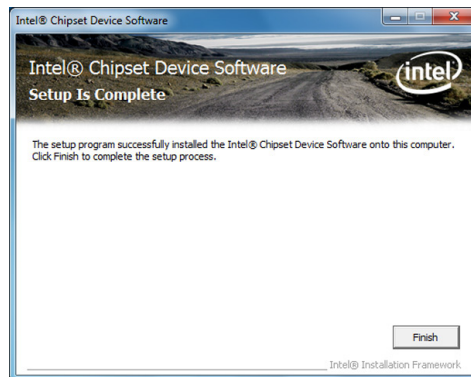 Intel® Chipset Device Software
Intel® Chipset Device Software
Setup Is Complete
intel
The setup program successfully installed the Intel® Chipset Device Software onto this computer.
Click Finish to complete the setup process.
Finish
Intel® Installation Framework